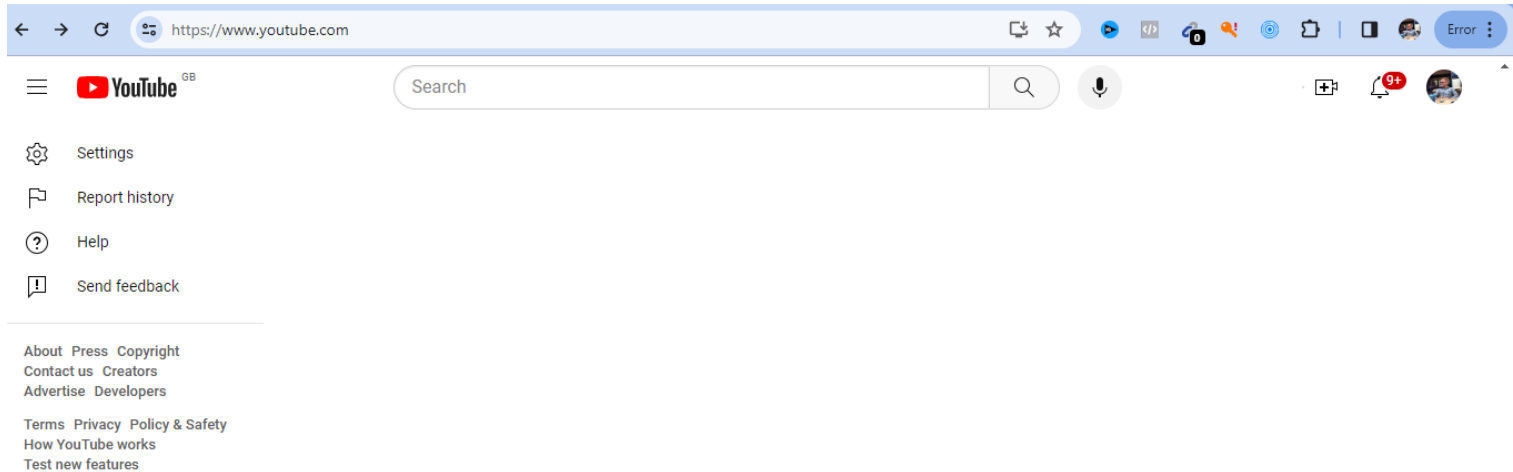 https://www.youtube.com
0
Error
YouTube GB
Search
9+
Settings
Report history
Help
Send feedback
About Press Copyright
Contact us Creators
Advertise Developers
Terms Privacy Policy & Safety
How YouTube works
Test new features